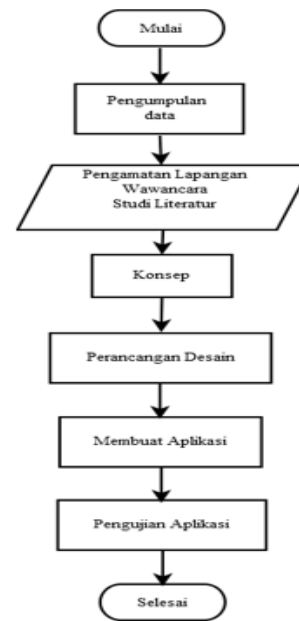 Mulai
Pengumpulan
data
Pengamatan Lapangan
Wawancara
Studi Literatur
Konsep
Perancangan Desain
Membuat Aplikasi
Pengujian Aplikasi
Selesai